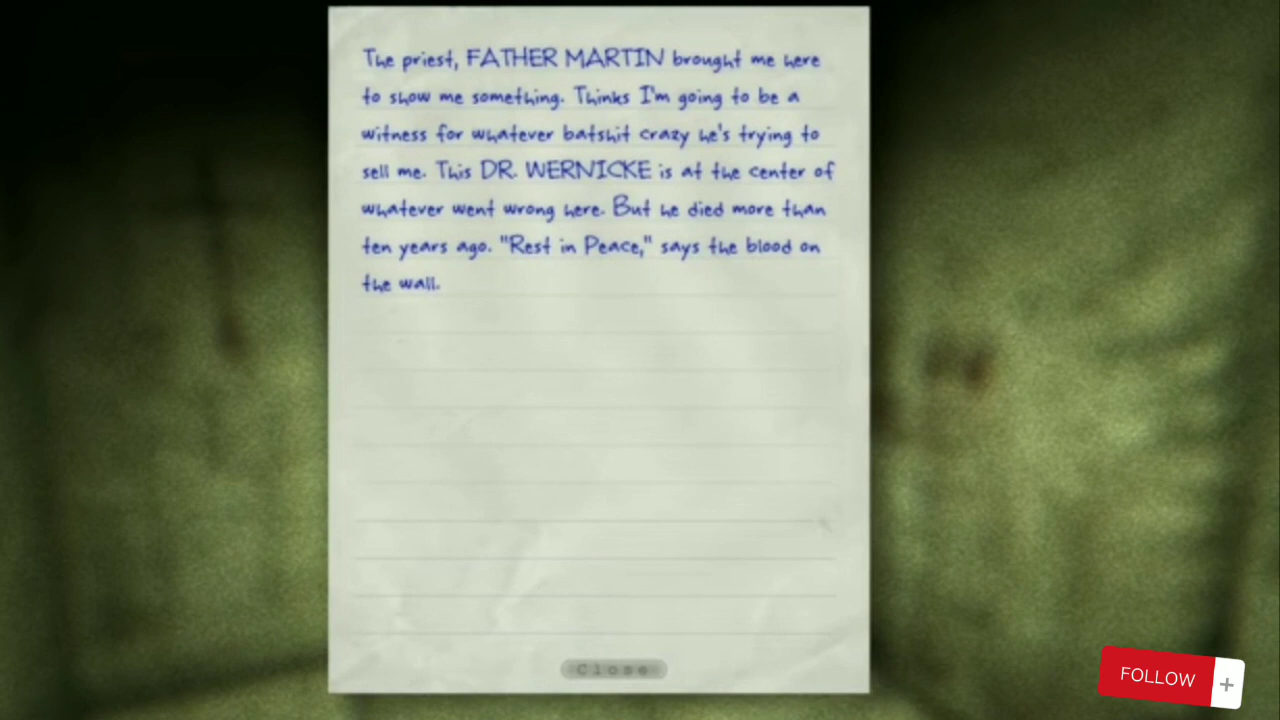 The priest, FATHER MARTIN brought me here
to show me something. Thinks I'm going to be a
witness for whatever batshit crazy he's trying to
sell me. This DR. WERNICKE is at the center of
whatever went wrong here. But he died more than
ten years ago. "Rest in Peace," says the blood on
the wall.
Close
FOLLOW +